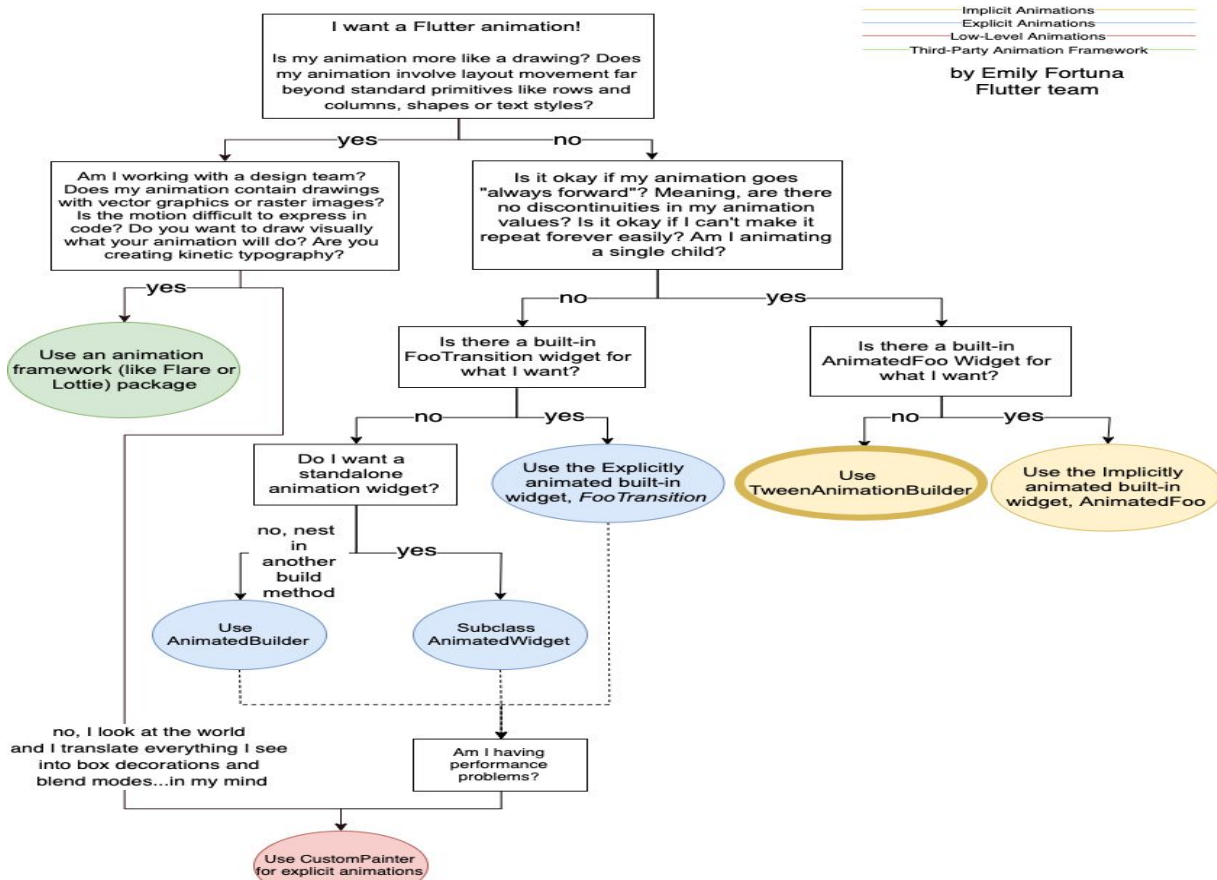 I want a Flutter animation!
Is my animation more like a drawing? Does
my animation involve layout movement far
beyond standard primitives like rows and
columns, shapes or text styles?
Implicit Animations
Explicit Animations
Low-Level Animations
Third-Party Animation Framework
by Emily Fortuna
Flutter team
yes
no
Am I working with a design team?
Does my animation contain drawings
with vector graphics or raster images?
Is the motion difficult to express in
code? Do you want to draw visually
what your animation will do? Are you
creating kinetic typography?
Is it okay if my animation goes
"always forward"? Meaning, are there
no discontinuities in my animation
values? Is it okay if I can't make it
repeat forever easily? Am I animating
a single child?
yes
no
yes
Use an animation
framework (like Flare or
Lottie) package
Is there a built-in
FooTransition widget for
what I want?
Is there a built-in
AnimatedFoo Widget for
what I want?
no
yes
no
yes
Do I want a
standalone
animation widget?
Use the Explicitly
animated built-in
widget, FooTransition
Use
TweenAnimationBuilder
Use the Implicitly
animated built-in
widget, AnimatedFoo
no, nest
in
another
build
method
yes
Use
AnimatedBuilder
Subclass
AnimatedWidget
no, I look at the world
and I translate everything I see
into box decorations and
blend modes...in my mind
Am I having
performance
problems?
Use CustomPainter
for explicit animations